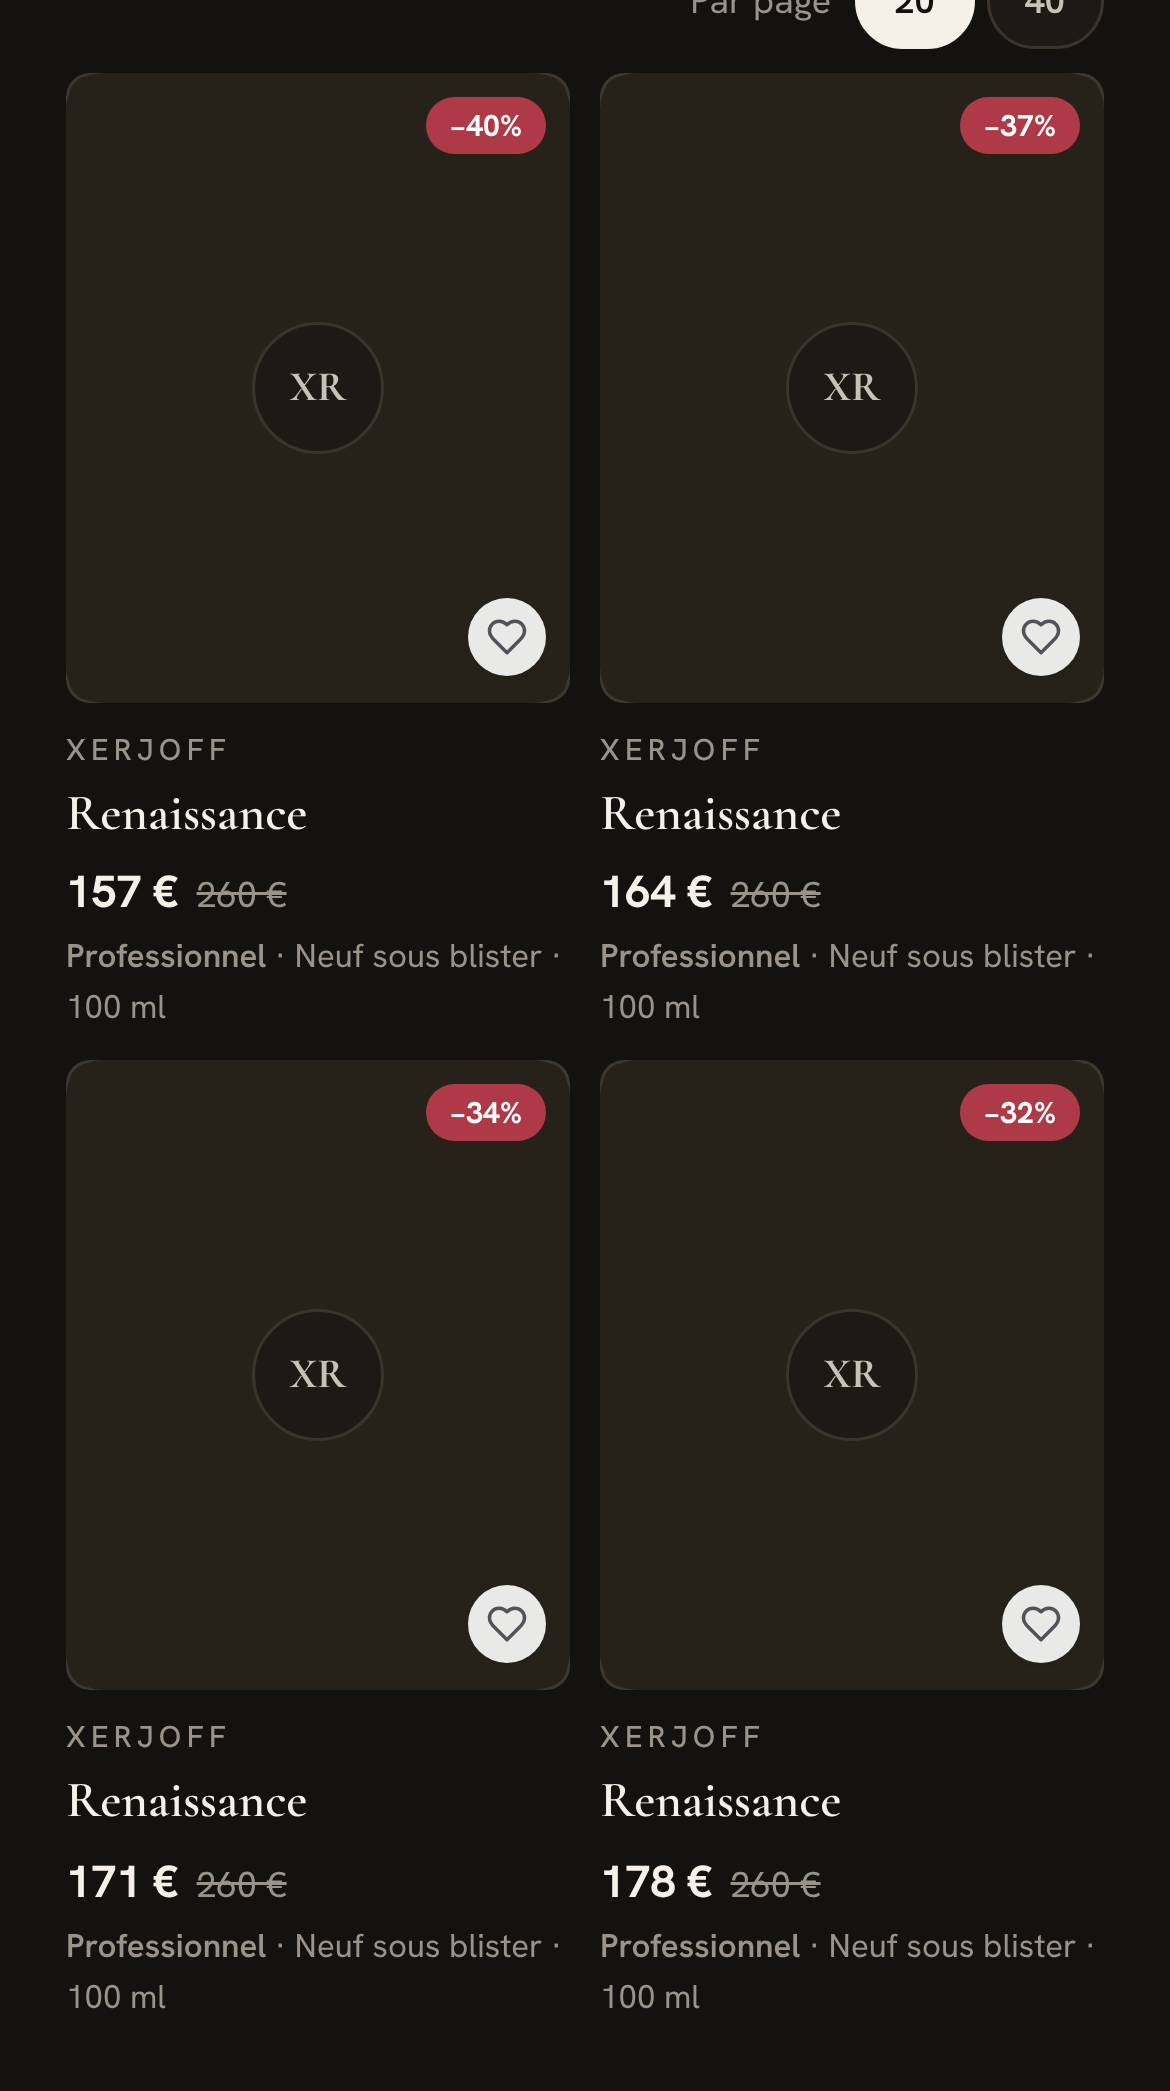 Par page 20 40
–40%
XR
XERJOFF
Renaissance
157 € 260 €
Professionnel · Neuf sous blister ·
100 ml
–37%
XR
XERJOFF
Renaissance
164 € 260 €
Professionnel · Neuf sous blister ·
100 ml
–34%
XR
XERJOFF
Renaissance
171 € 260 €
Professionnel · Neuf sous blister ·
100 ml
–32%
XR
XERJOFF
Renaissance
178 € 260 €
Professionnel · Neuf sous blister ·
100 ml